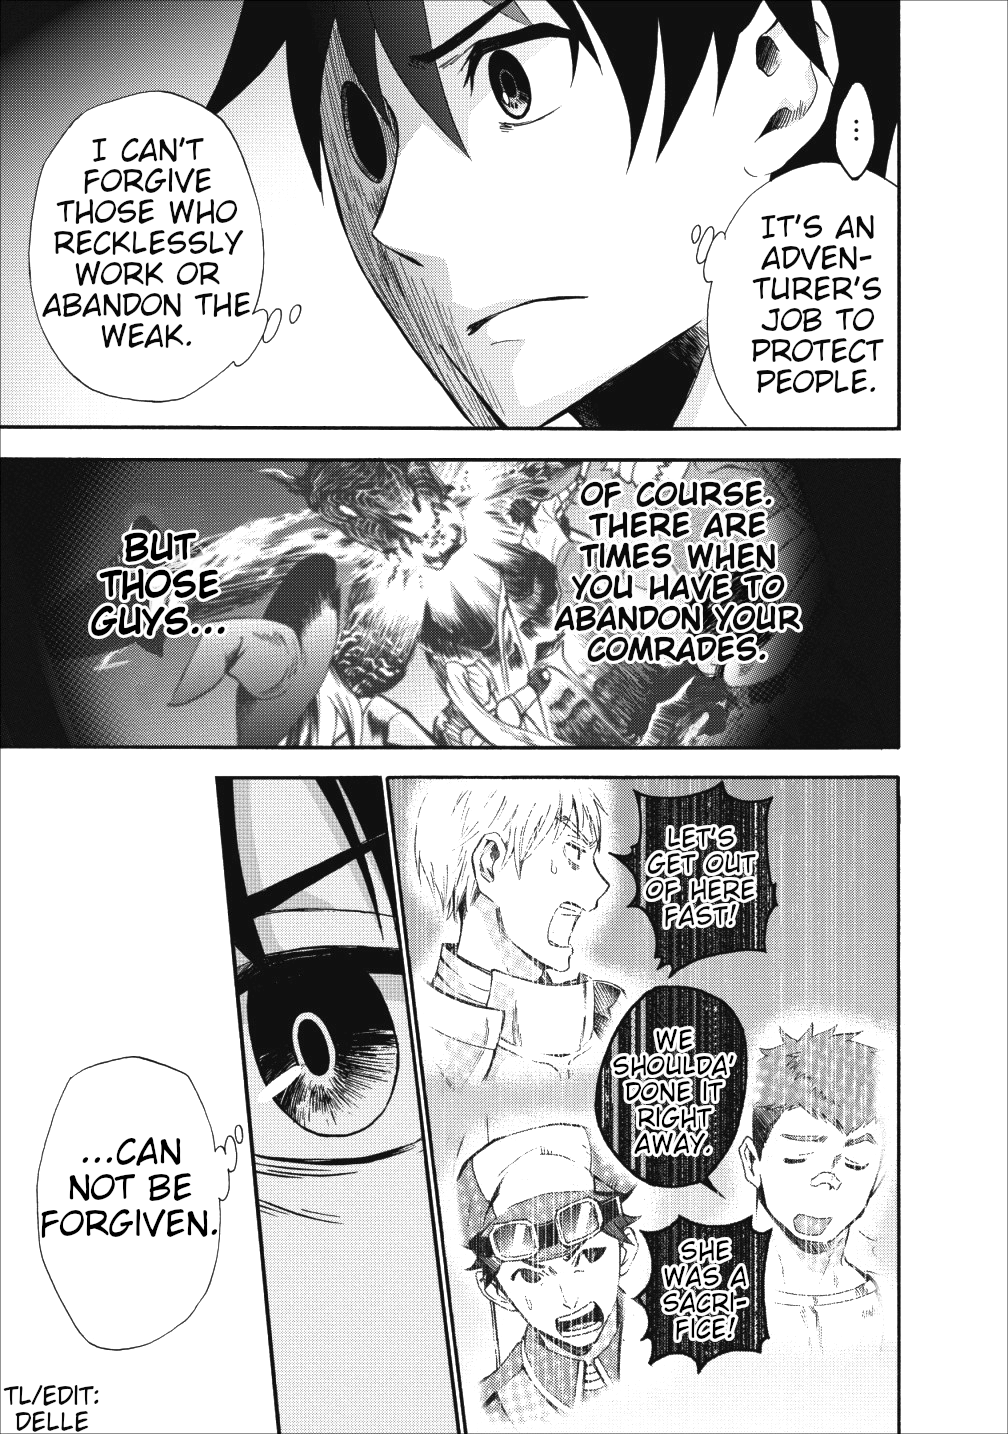 ...
IT'S AN
ADVEN-
TURER'S
JOB TO
PROTECT
PEOPLE.
I CAN'T
FORGIVE
THOSE WHO
RECKLESSLY
WORK OR
ABANDON THE
WEAK.
OF COURSE.
THERE ARE
TIMES WHEN
YOU HAVE TO
ABANDON YOUR
COMRADES.
BUT
THOSE
GUYS...
LET'S
GET OUT
OF HERE
FAST!
WE
SHOULDA'
DONE IT
RIGHT
AWAY.
SHE
WAS A
SACRI-
FICE!
...CAN
NOT BE
FORGIVEN.
TL/EDIT:
DELLE